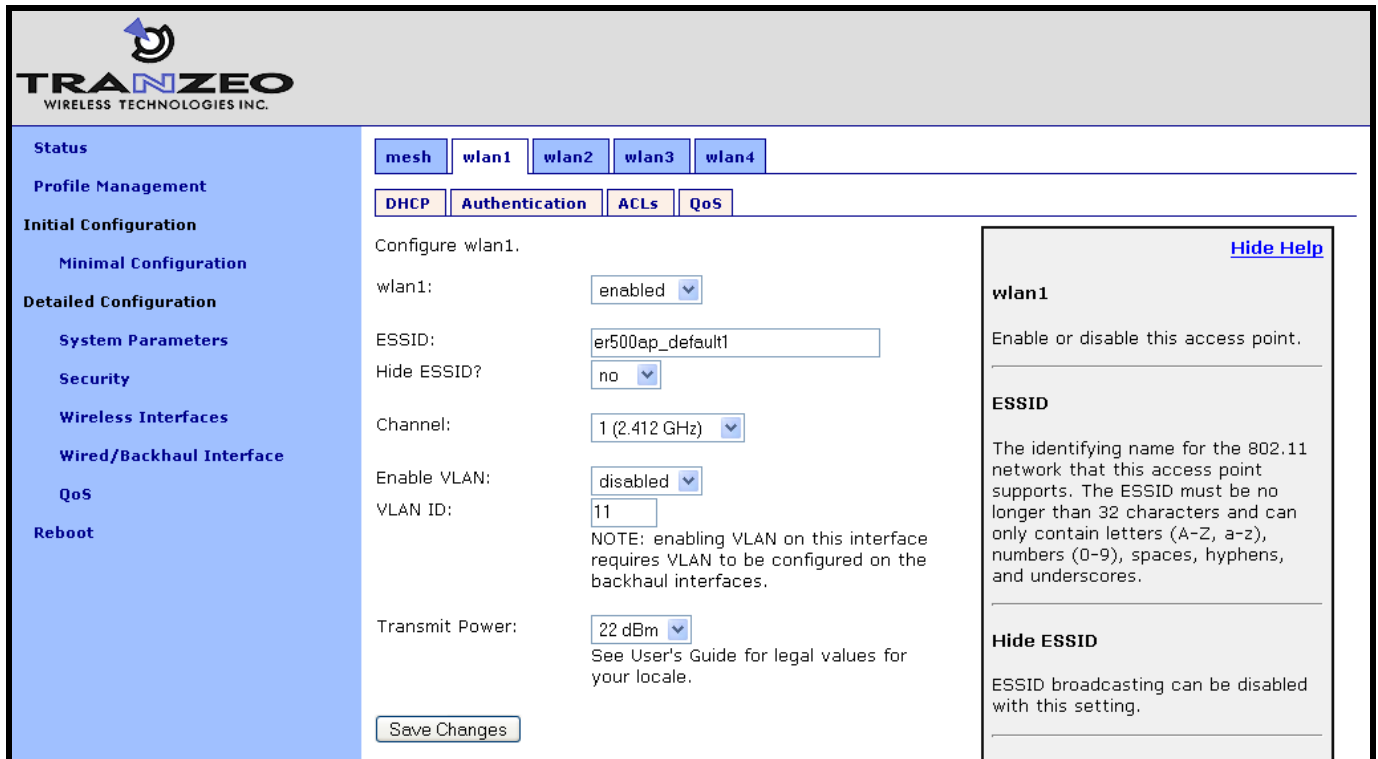 TRANZEO
WIRELESS TECHNOLOGIES INC.
Status
Profile Management
Initial Configuration
Minimal Configuration
Detailed Configuration
System Parameters
Security
Wireless Interfaces
Wired/Backhaul Interface
QoS
Reboot
mesh wlan1 wlan2 wlan3 wlan4
DHCP Authentication ACLs QoS
Configure wlan1.
wlan1: enabled
ESSID: er500ap_default1
Hide ESSID? no
Channel: 1 (2.412 GHz)
Enable VLAN: disabled
VLAN ID: 11
NOTE: enabling VLAN on this interface
requires VLAN to be configured on the
backhaul interfaces.
Transmit Power: 22 dBm
See User's Guide for legal values for
your locale.
Save Changes
Hide Help
wlan1
Enable or disable this access point.
ESSID
The identifying name for the 802.11
network that this access point
supports. The ESSID must be no
longer than 32 characters and can
only contain letters (A-Z, a-z),
numbers (0-9), spaces, hyphens,
and underscores.
Hide ESSID
ESSID broadcasting can be disabled
with this setting.